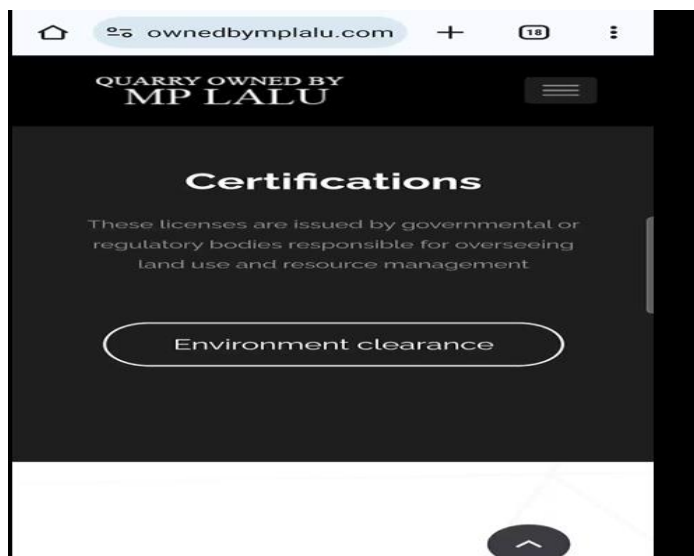 ownedbymplalu.com
18
QUARRY OWNED BY
MP LALU
Certifications
These licenses are issued by governmental or
regulatory bodies responsible for overseeing
land use and resource management
Environment clearance